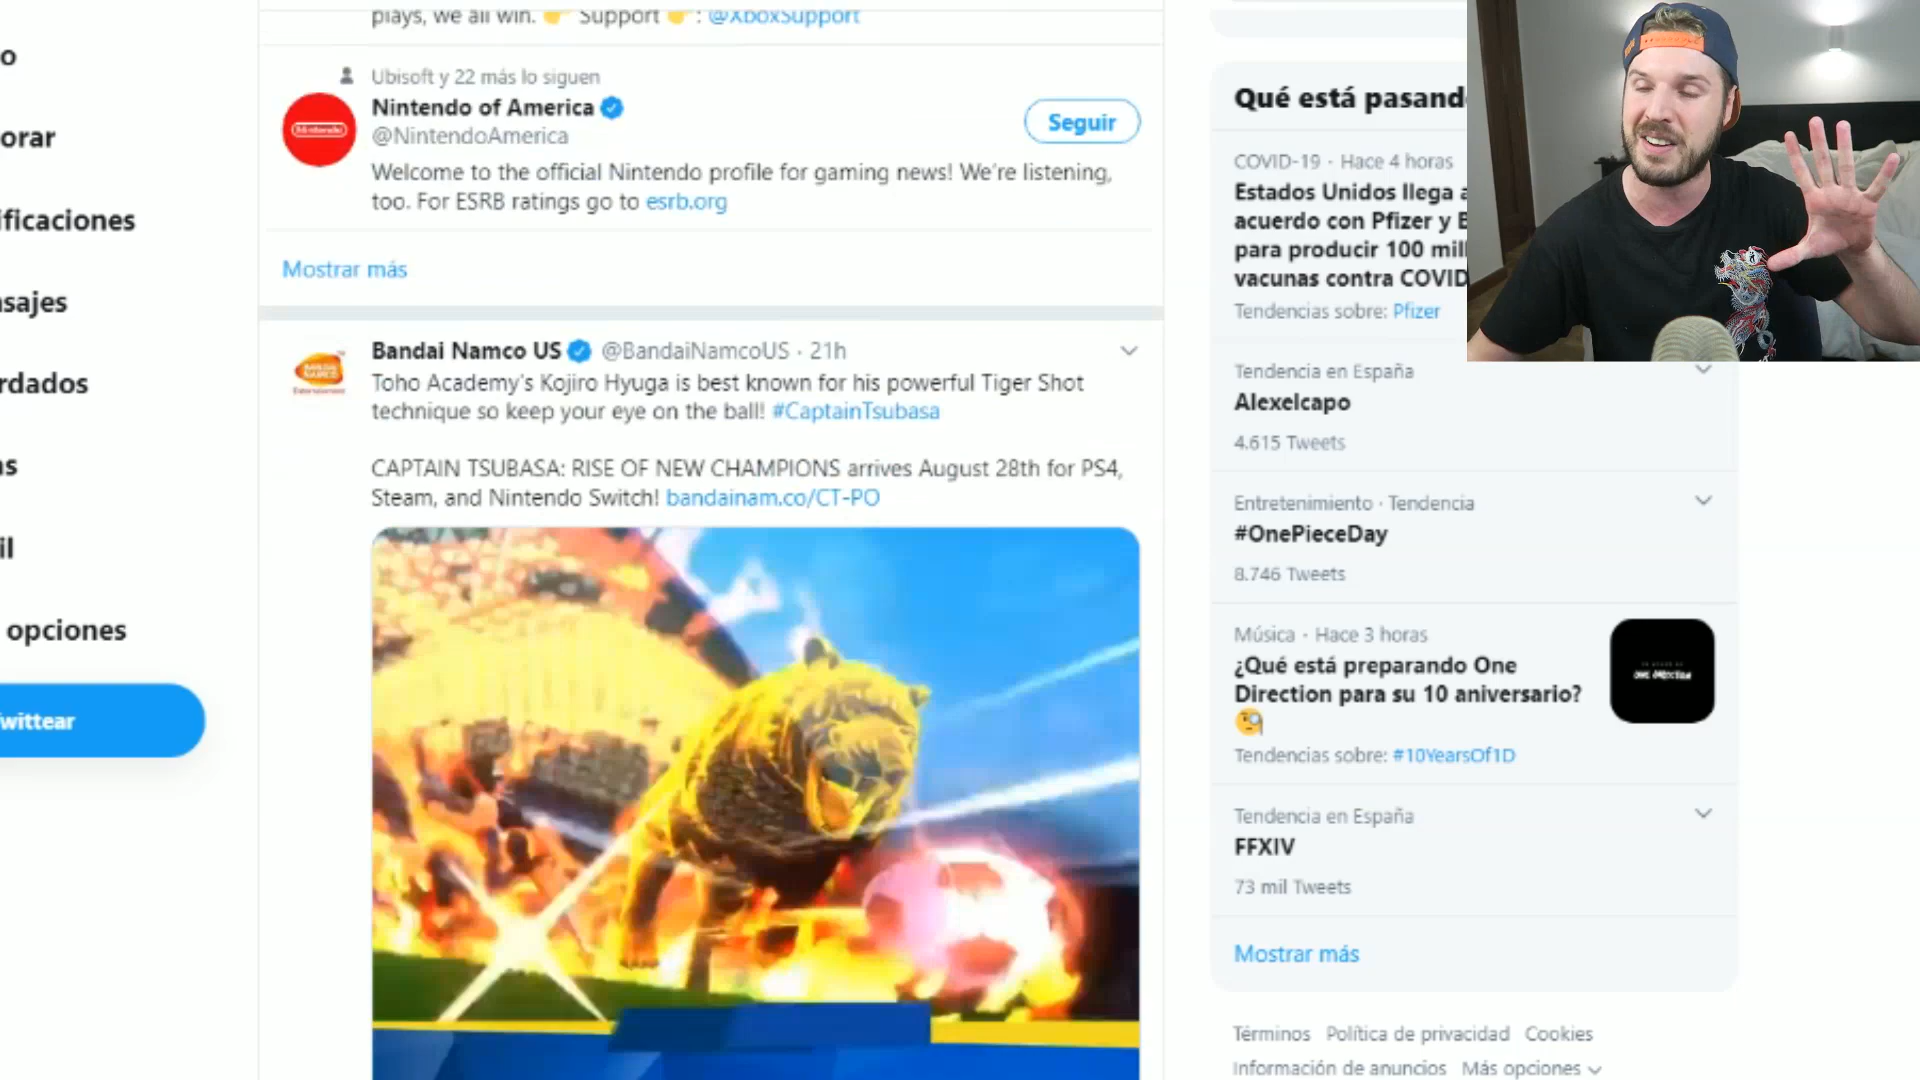 plays, we all win. 👉 Support 👉 : @XboxSupport
Ubisoft y 22 más lo siguen
Nintendo of America
@NintendoAmerica
Seguir
Nintendo
Welcome to the official Nintendo profile for gaming news! We're listening,
too. For ESRB ratings go to esrb.org
Mostrar más
Bandai Namco US @BandaiNamcoUS · 21h
Toho Academy's Kojiro Hyuga is best known for his powerful Tiger Shot
technique so keep your eye on the ball! #CaptainTsubasa
CAPTAIN TSUBASA: RISE OF NEW CHAMPIONS arrives August 28th for PS4,
Steam, and Nintendo Switch! bandainam.co/CT-PO
o
orar
ificaciones
sajes
rdados
s
il
opciones
wittear
Qué está pasand
COVID-19 · Hace 4 horas
Estados Unidos llega a
acuerdo con Pfizer y B
para producir 100 mil
vacunas contra COVID
Tendencias sobre: Pfizer
Tendencia en España
Alexelcapo
4.615 Tweets
Entretenimiento · Tendencia
#OnePieceDay
8.746 Tweets
Música · Hace 3 horas
¿Qué está preparando One
Direction para su 10 aniversario?
🧐
ONE DIRECTION
Tendencias sobre: #10YearsOf1D
Tendencia en España
FFXIV
73 mil Tweets
Mostrar más
Términos Política de privacidad Cookies
Información de anuncios Más opciones